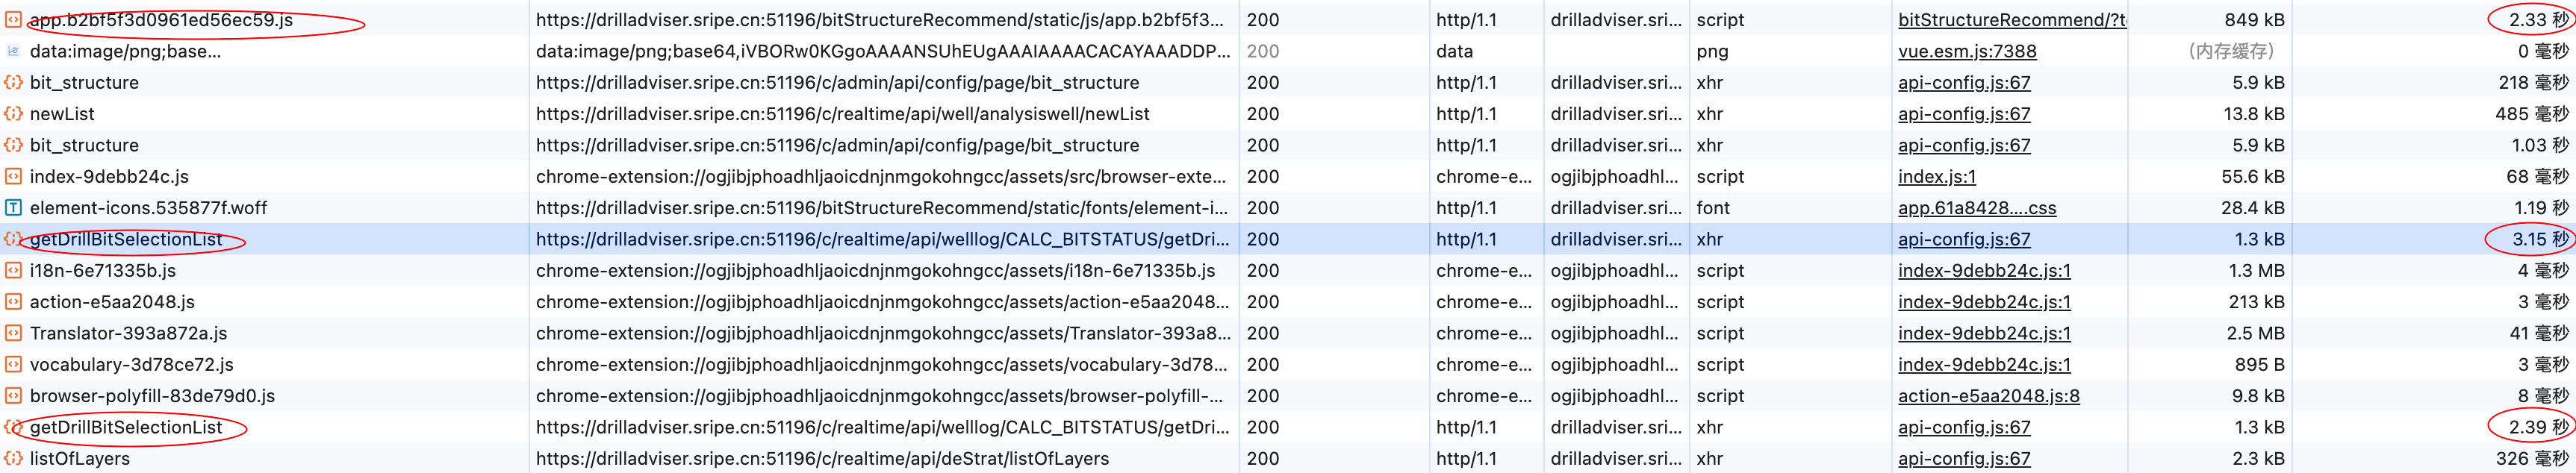 app.b2bf5f3d0961ed56ec59.js https://drilladviser.sripe.cn:51196/bitStructureRecommend/static/js/app.b2bf5f3... 200 http/1.1 drilladviser.sri... script bitStructureRecommend/?t 849 kB 2.33 秒
data:image/png;base... data:image/png;base64,iVBORw0KGgoAAAANSUhEUgAAAIAAAACACAYAAADDP... 200 data png vue.esm.js:7388 (内存缓存) 0 毫秒
bit_structure https://drilladviser.sripe.cn:51196/c/admin/api/config/page/bit_structure 200 http/1.1 drilladviser.sri... xhr api-config.js:67 5.9 kB 218 毫秒
newList https://drilladviser.sripe.cn:51196/c/realtime/api/well/analysiswell/newList 200 http/1.1 drilladviser.sri... xhr api-config.js:67 13.8 kB 485 毫秒
bit_structure https://drilladviser.sripe.cn:51196/c/admin/api/config/page/bit_structure 200 http/1.1 drilladviser.sri... xhr api-config.js:67 5.9 kB 1.03 秒
index-9debb24c.js chrome-extension://ogjibjphoadhljaoicdnjnmgokohngcc/assets/src/browser-exte... 200 chrome-e... ogjibjphoadhl... script index.js:1 55.6 kB 68 毫秒
element-icons.535877f.woff https://drilladviser.sripe.cn:51196/bitStructureRecommend/static/fonts/element-i... 200 http/1.1 drilladviser.sri... font app.61a8428....css 28.4 kB 1.19 秒
getDrillBitSelectionList https://drilladviser.sripe.cn:51196/c/realtime/api/welllog/CALC_BITSTATUS/getDri... 200 http/1.1 drilladviser.sri... xhr api-config.js:67 1.3 kB 3.15 秒
i18n-6e71335b.js chrome-extension://ogjibjphoadhljaoicdnjnmgokohngcc/assets/i18n-6e71335b.js 200 chrome-e... ogjibjphoadhl... script index-9debb24c.js:1 1.3 MB 4 毫秒
action-e5aa2048.js chrome-extension://ogjibjphoadhljaoicdnjnmgokohngcc/assets/action-e5aa2048... 200 chrome-e... ogjibjphoadhl... script index-9debb24c.js:1 213 kB 3 毫秒
Translator-393a872a.js chrome-extension://ogjibjphoadhljaoicdnjnmgokohngcc/assets/Translator-393a8... 200 chrome-e... ogjibjphoadhl... script index-9debb24c.js:1 2.5 MB 41 毫秒
vocabulary-3d78ce72.js chrome-extension://ogjibjphoadhljaoicdnjnmgokohngcc/assets/vocabulary-3d78... 200 chrome-e... ogjibjphoadhl... script index-9debb24c.js:1 895 B 3 毫秒
browser-polyfill-83de79d0.js chrome-extension://ogjibjphoadhljaoicdnjnmgokohngcc/assets/browser-polyfill-... 200 chrome-e... ogjibjphoadhl... script action-e5aa2048.js:8 9.8 kB 8 毫秒
getDrillBitSelectionList https://drilladviser.sripe.cn:51196/c/realtime/api/welllog/CALC_BITSTATUS/getDri... 200 http/1.1 drilladviser.sri... xhr api-config.js:67 1.3 kB 2.39 秒
listOfLayers https://drilladviser.sripe.cn:51196/c/realtime/api/deStrat/listOfLayers 200 http/1.1 drilladviser.sri... xhr api-config.js:67 2.3 kB 326 毫秒